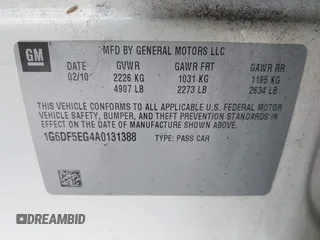 GM
MFD BY GENERAL MOTORS LLC
DATE GVWR GAWR FRT GAWR RR
02/10 2226 KG 1031 KG 1195 KG
4907 LB 2273 LB 2634 LB
THIS VEHICLE CONFORMS TO ALL APPLICABLE U.S. FEDERAL MOTOR
VEHICLE SAFETY, BUMPER, AND THEFT PREVENTION STANDARDS IN
EFFECT ON THE DATE OF MANUFACTURE SHOWN ABOVE.
1G6DF5EG4A0131388 TYPE: PASS CAR
AUTOBIDMASTER